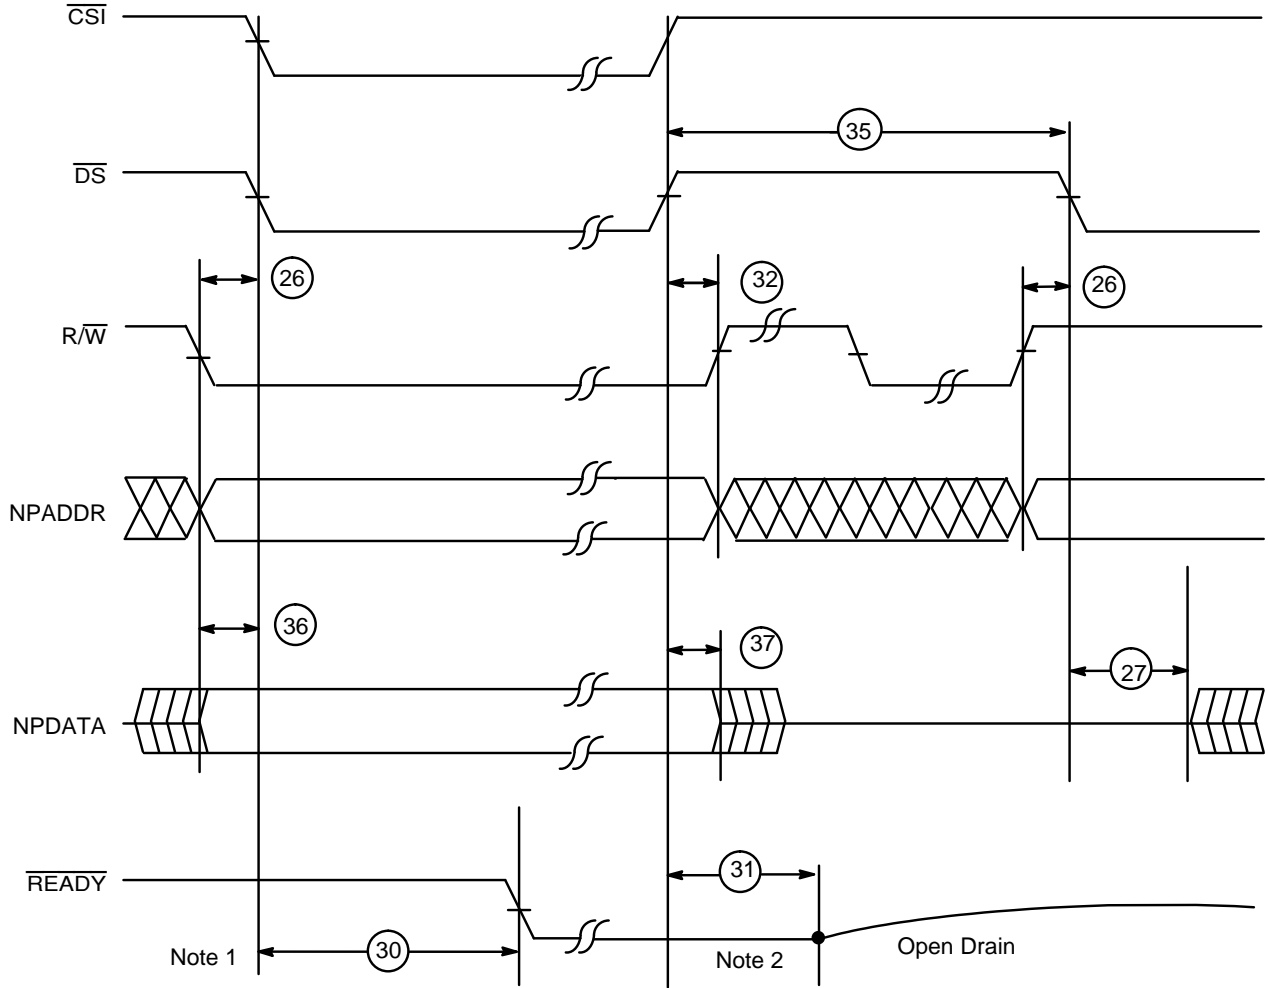 CSI
35
DS
26
32
26
R/W
NPADDR
36
37
27
NPDATA
31
READY
Note 1
30
Note 2
Open Drain